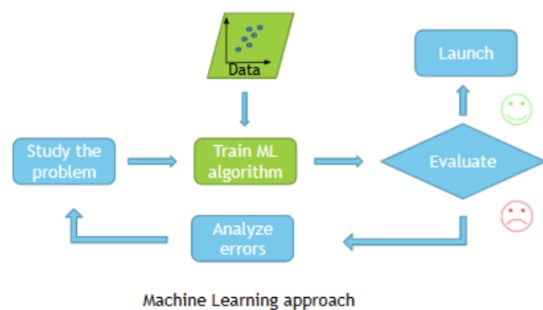 Data
Launch
Study the
problem
Train ML
algorithm
Evaluate
Analyze
errors
Machine Learning approach